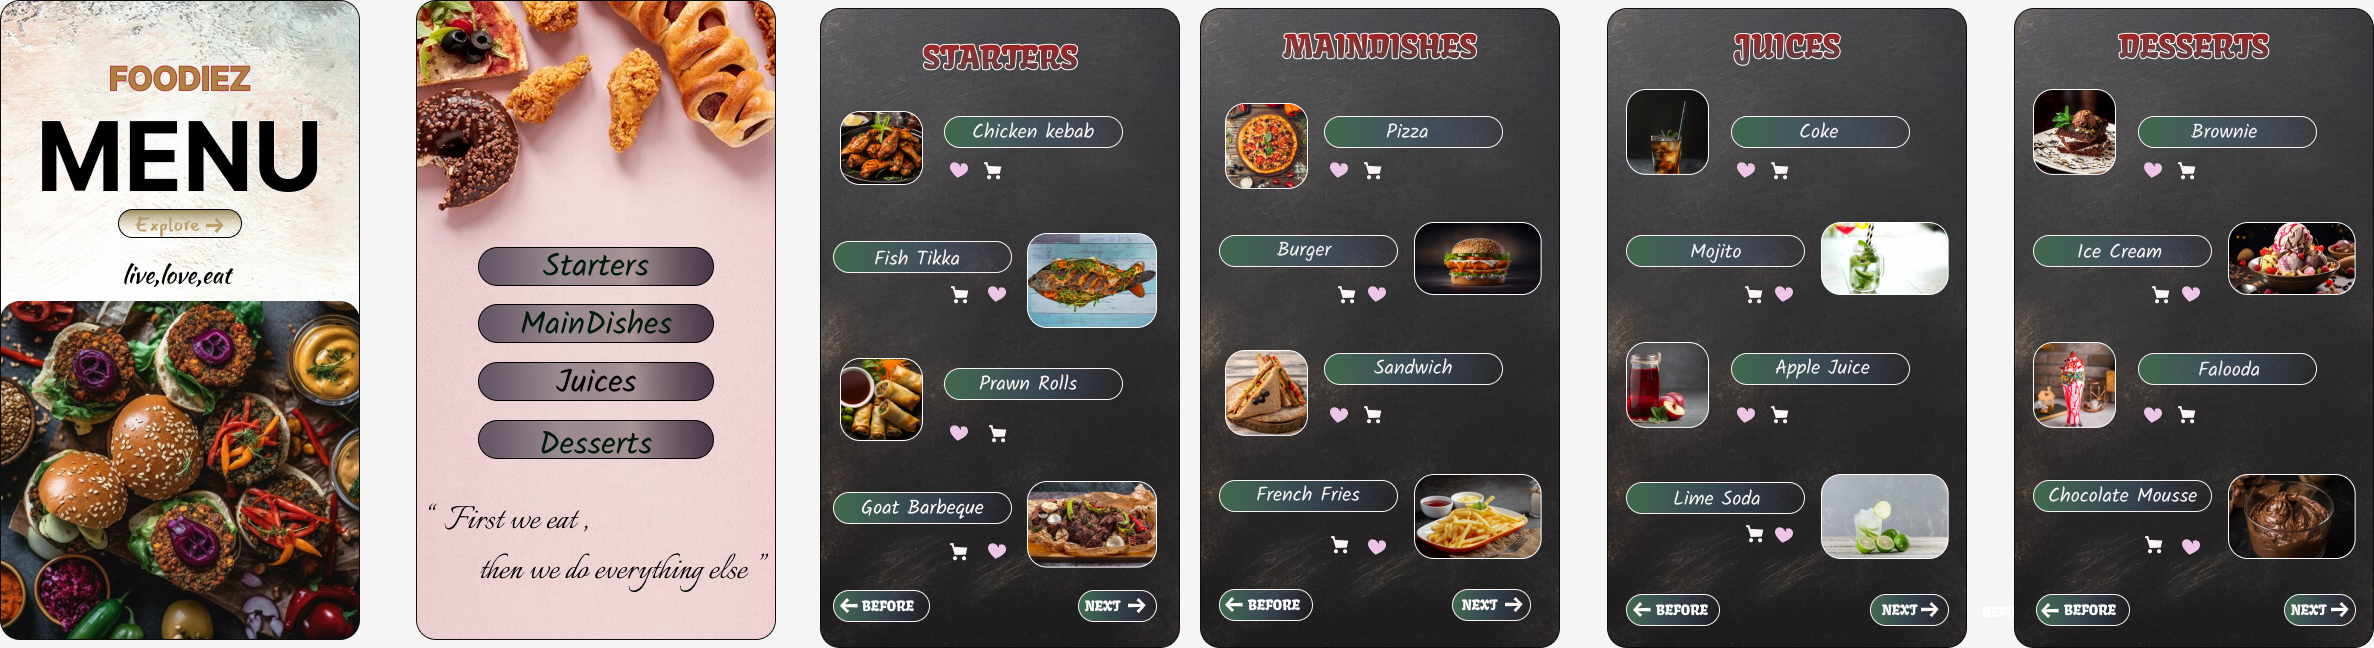 FOODIEZ
MENU
Explore
live,love,eat
Starters
MainDishes
Juices
Desserts
“ First we eat ,
then we do everything else ”
STARTERS
Chicken kebab
Fish Tikka
Prawn Rolls
Goat Barbeque
BEFORE
NEXT
MAINDISHES
Pizza
Burger
Sandwich
French Fries
BEFORE
NEXT
JUICES
Coke
Mojito
Apple Juice
Lime Soda
BEFORE
NEXT
DESSERTS
Brownie
Ice Cream
Falooda
Chocolate Mousse
BEFORE
NEXT